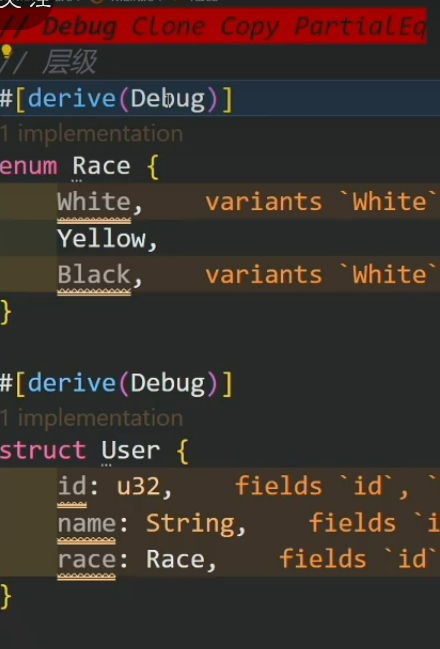 // Debug Clone Copy PartialEq
// 层级
#[derive(Debug)]
1 implementation
enum Race {
White, variants `White`
Yellow,
Black, variants `White`
}
#[derive(Debug)]
1 implementation
struct User {
id: u32, fields `id`, `
name: String, fields `i
race: Race, fields `id`
}